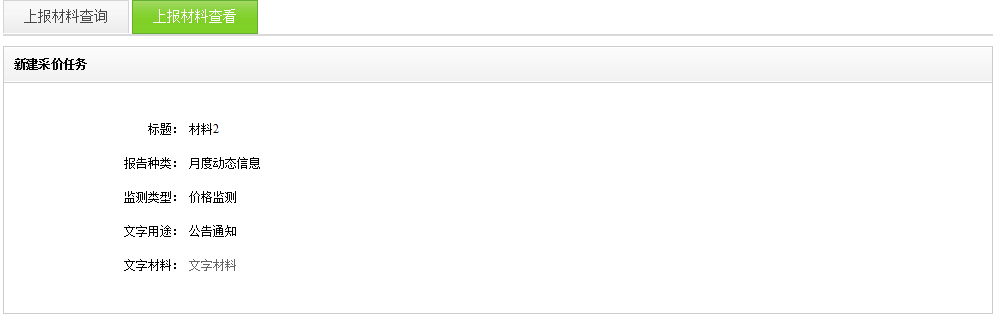 上报材料查询 上报材料查看
新建采价任务
标题： 材料2
报告种类： 月度动态信息
监测类型： 价格监测
文字用途： 公告通知
文字材料： 文字材料